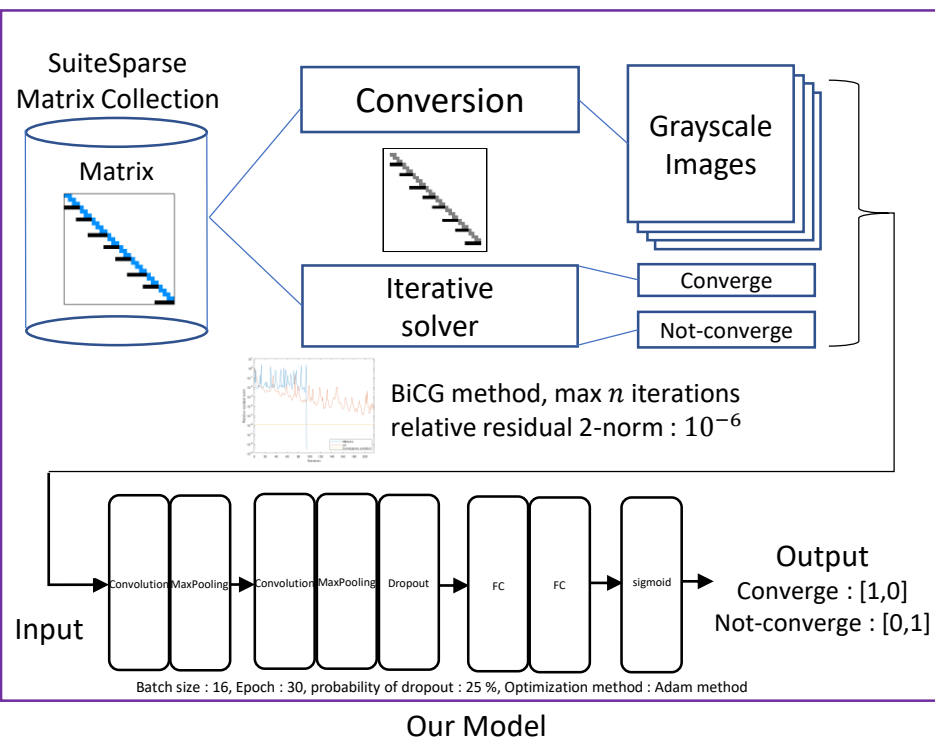 SuiteSparse
Matrix Collection
Matrix
Conversion
Grayscale
Images
Iterative
solver
Converge
Not-converge
BiCG method, max n iterations
relative residual 2-norm : 10⁻⁶
Input
Convolution
MaxPooling
Convolution
MaxPooling
Dropout
FC
FC
sigmoid
Output
Converge : [1,0]
Not-converge : [0,1]
Batch size : 16, Epoch : 30, probability of dropout : 25 %, Optimization method : Adam method
Our Model